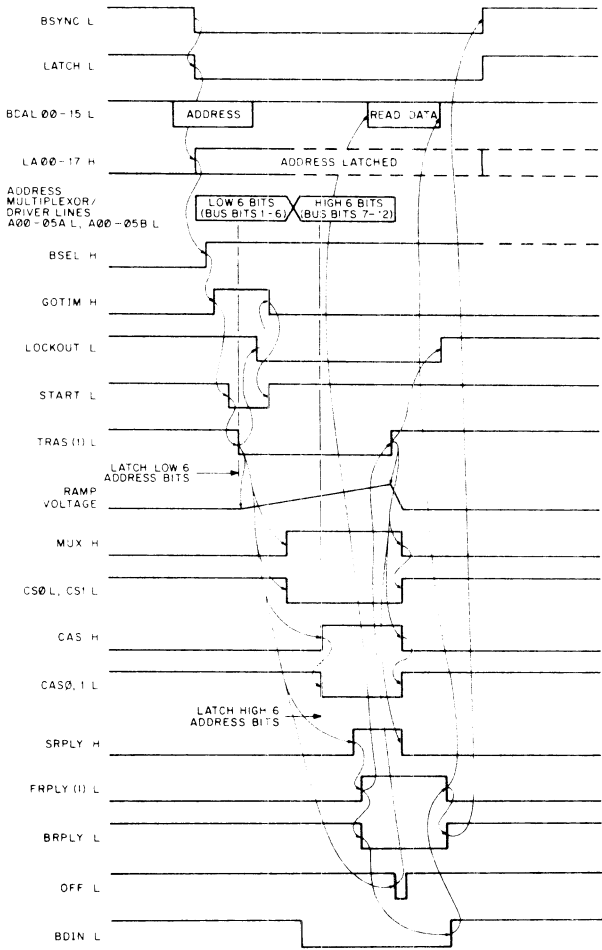 BSYNC L
LATCH L
BDAL 00-15 L
ADDRESS
READ DATA
LA00-17 H
ADDRESS LATCHED
ADDRESS
MULTIPLEXOR/
DRIVER LINES
A00-05A L, A00-05B L
LOW 6 BITS
(BUS BITS 1-6)
HIGH 6 BITS
(BUS BITS 7-12)
BSEL H
GOTIM H
LOCKOUT L
START L
TRAS (1) L
LATCH LOW 6
ADDRESS BITS
RAMP
VOLTAGE
MUX H
CSØ L, CS1 L
CAS H
CASØ, 1 L
LATCH HIGH 6
ADDRESS BITS
SRPLY H
FRPLY (1) L
BRPLY L
OFF L
BDIN L